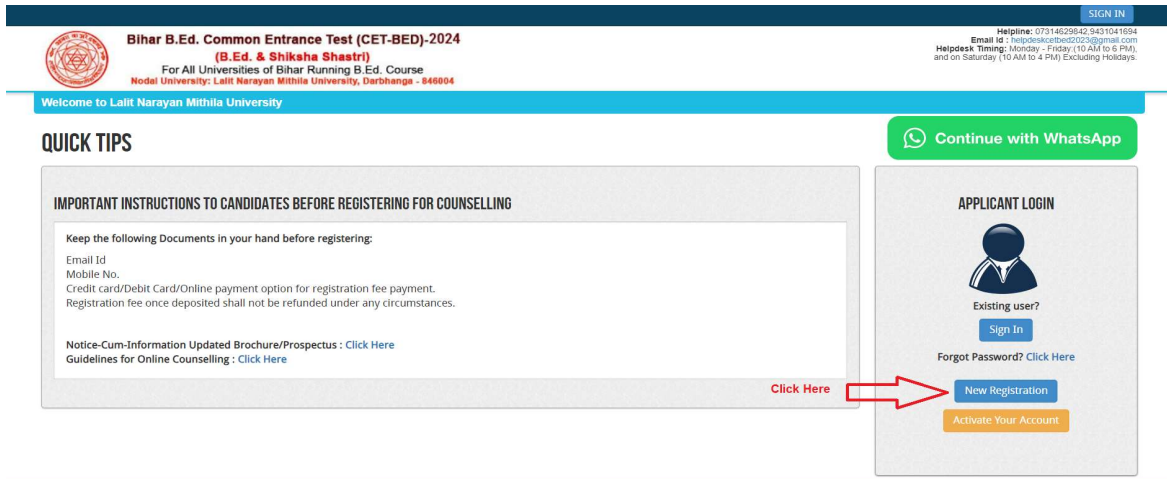 SIGN IN
Bihar B.Ed. Common Entrance Test (CET-BED)-2024
(B.Ed. & Shiksha Shastri)
For All Universities of Bihar Running B.Ed. Course
Nodal University: Lalit Narayan Mithila University, Darbhanga - 846004
Helpline: 07314629842,9431041694
Email Id : helpdeskcetbed2023@gmail.com
Helpdesk Timing: Monday - Friday:(10 AM to 6 PM),
and on Saturday (10 AM to 4 PM) Excluding Holidays.
Welcome to Lalit Narayan Mithila University
QUICK TIPS
Continue with WhatsApp
IMPORTANT INSTRUCTIONS TO CANDIDATES BEFORE REGISTERING FOR COUNSELLING
Keep the following Documents in your hand before registering:
Email Id
Mobile No.
Credit card/Debit Card/Online payment option for registration fee payment.
Registration fee once deposited shall not be refunded under any circumstances.
Notice-Cum-Information Updated Brochure/Prospectus : Click Here
Guidelines for Online Counselling : Click Here
Click Here
APPLICANT LOGIN
Existing user?
Sign In
Forgot Password? Click Here
New Registration
Activate Your Account